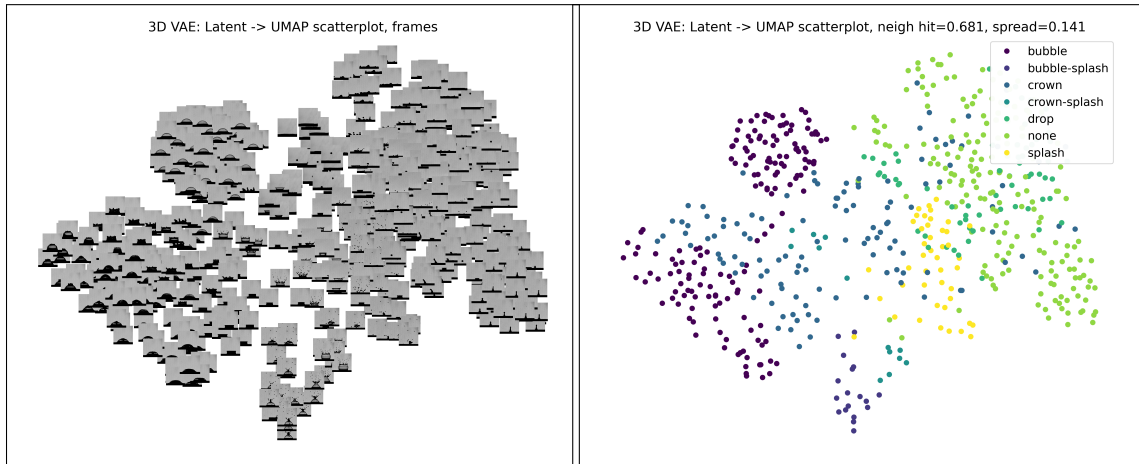 3D VAE: Latent -> UMAP scatterplot, frames
3D VAE: Latent -> UMAP scatterplot, neigh hit=0.681, spread=0.141
bubble
bubble-splash
crown
crown-splash
drop
none
splash